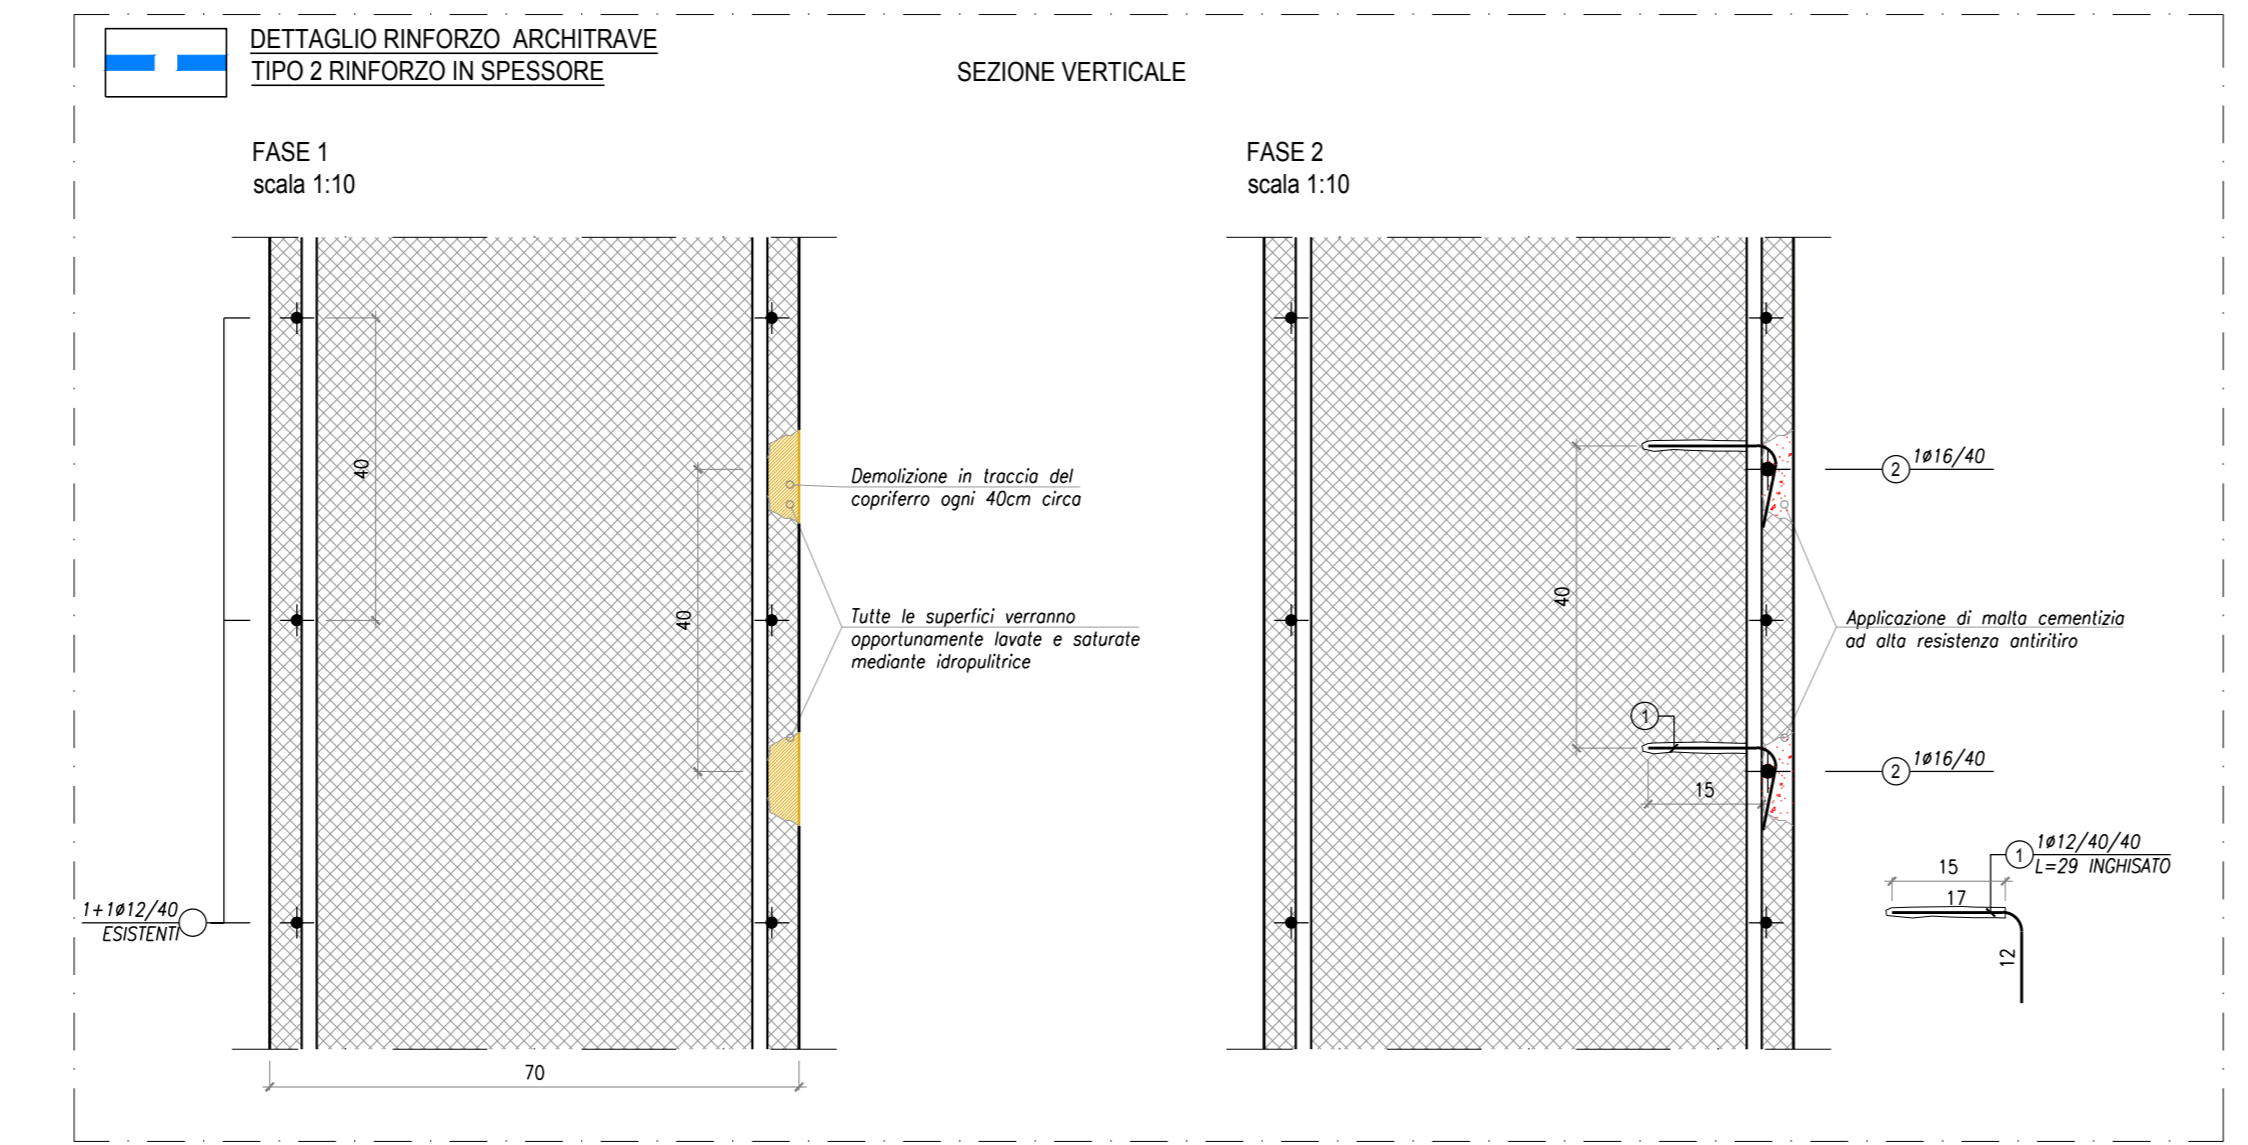 DETTAGLIO RINFORZO ARCHITRAVE
TIPO 2 RINFORZO IN SPESSORE
SEZIONE VERTICALE
FASE 1
scala 1:10
40
40
Demolizione in traccia del
copriferro ogni 40cm circa
Tutte le superfici verranno
opportunamente lavate e saturate
mediante idropulitrice
1+1ø12/40
ESISTENTI
70
FASE 2
scala 1:10
40
2 1ø16/40
Applicazione di malta cementizia
ad alta resistenza antiritiro
1
15
2 1ø16/40
1 1ø12/40/40
L=29 INGHISATO
15
17
12